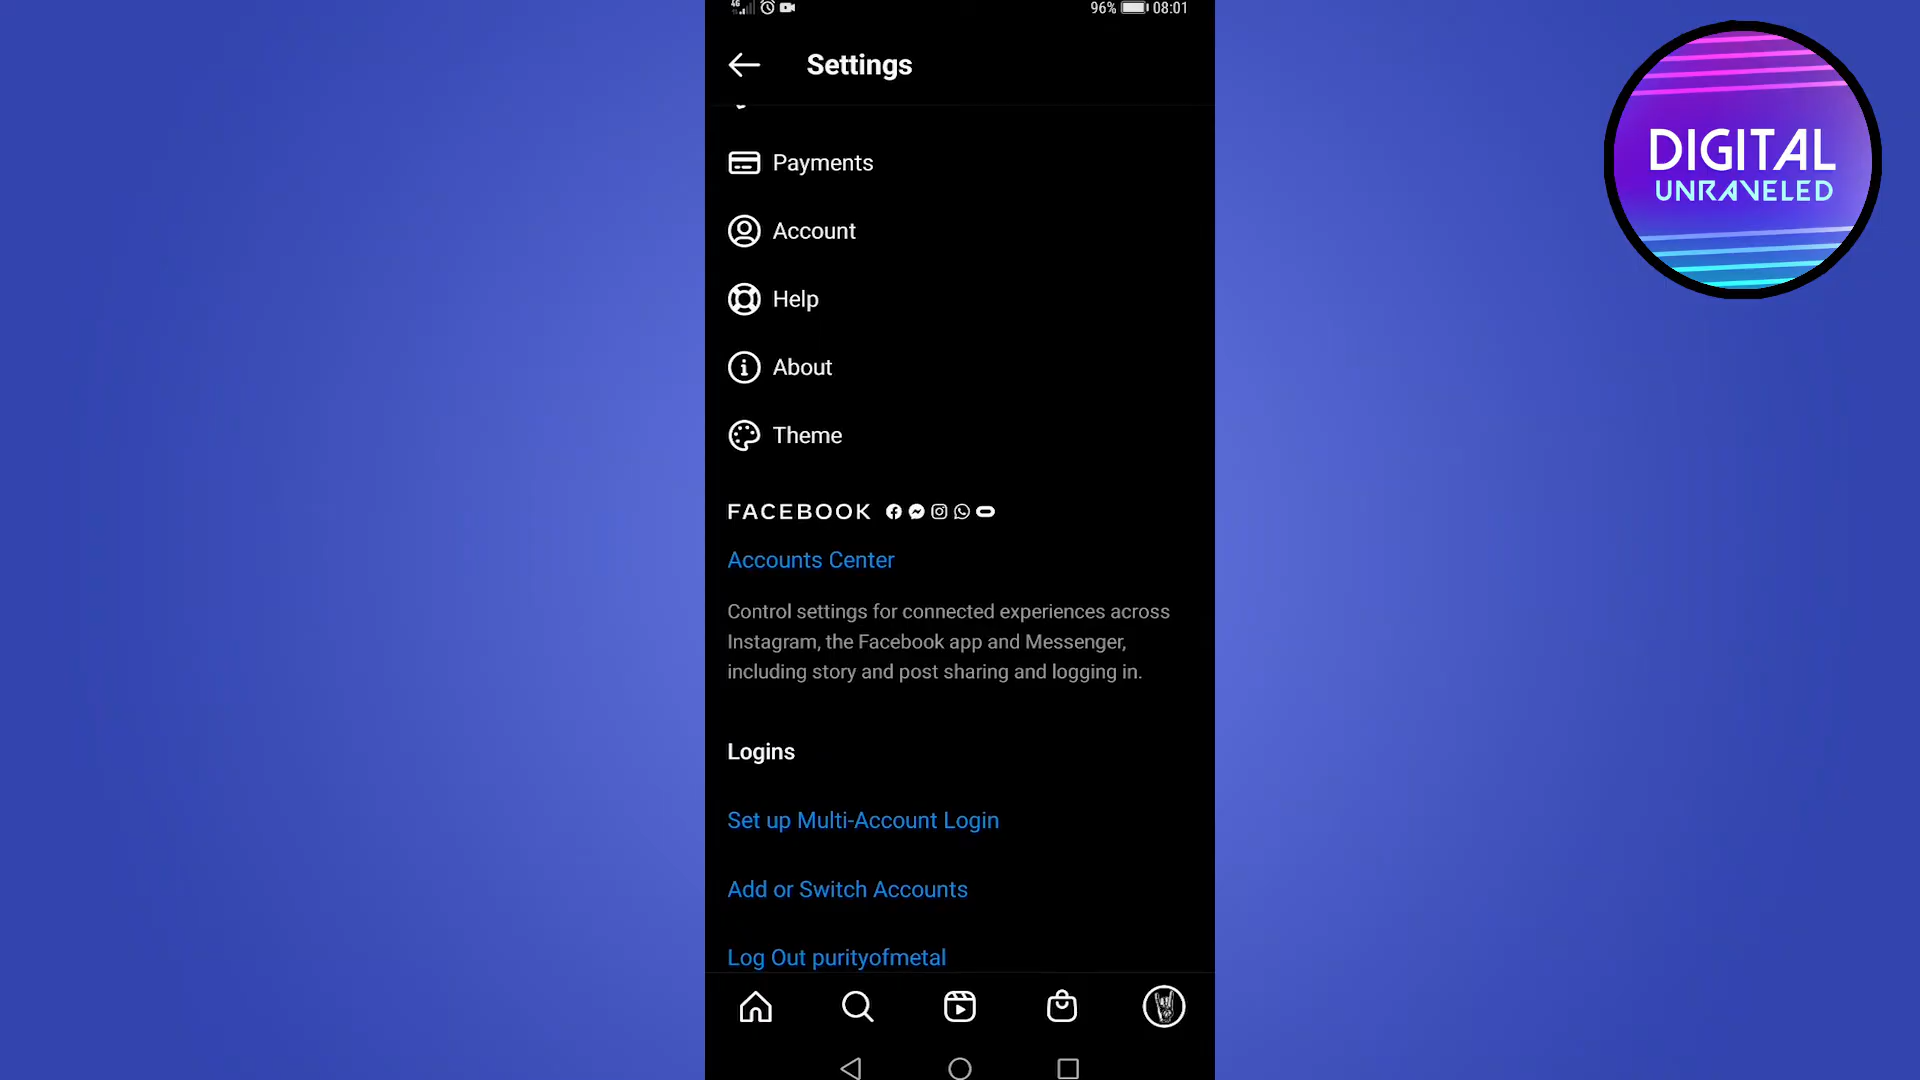 4G
96% 08:01
Settings
Payments
Account
Help
About
Theme
FACEBOOK
Accounts Center
Control settings for connected experiences across
Instagram, the Facebook app and Messenger,
including story and post sharing and logging in.
Logins
Set up Multi-Account Login
Add or Switch Accounts
Log Out purityofmetal
DIGITAL
UNRAVELED